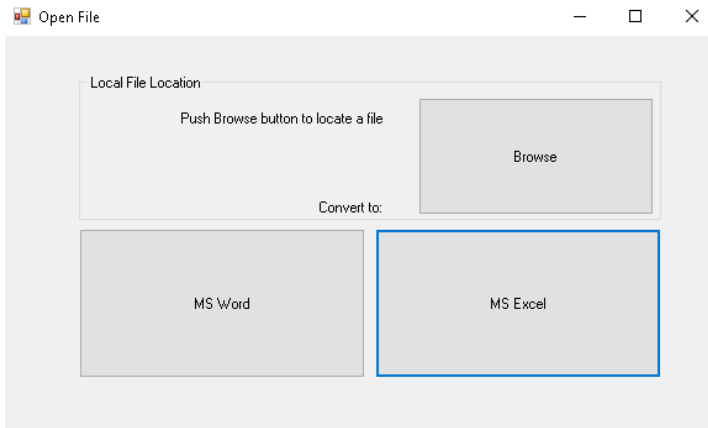 Open File
Local File Location
Push Browse button to locate a file
Browse
Convert to:
MS Word
MS Excel